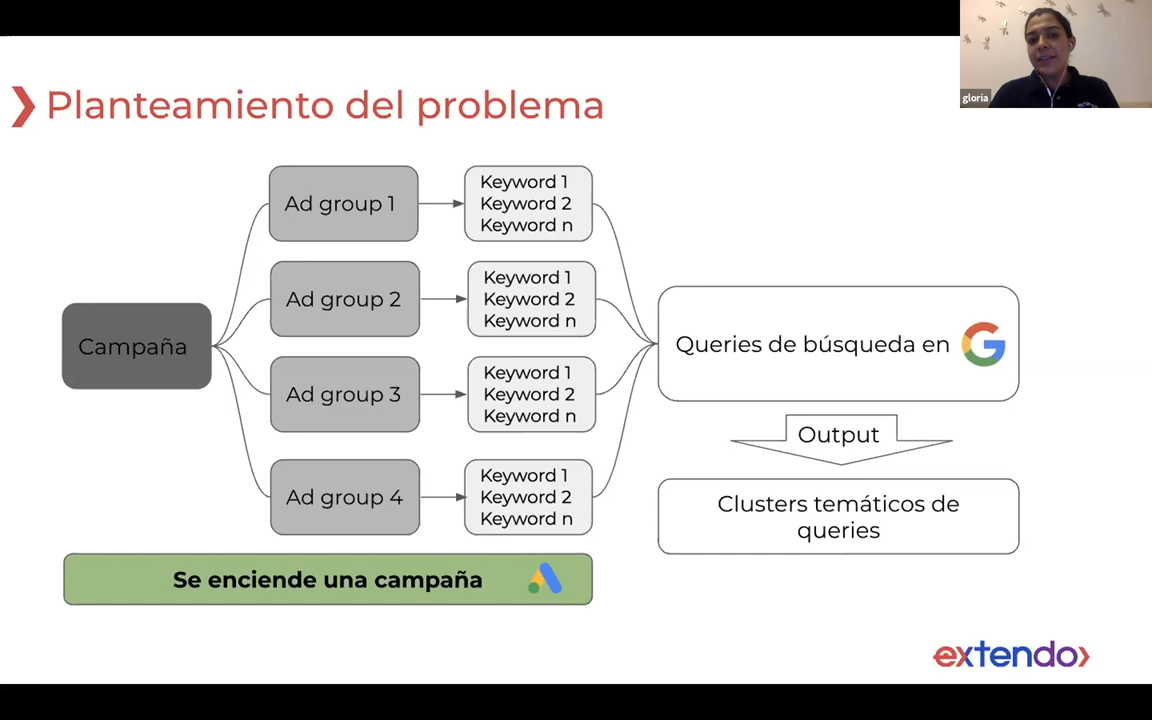 gloria
Planteamiento del problema
Campaña
Ad group 1
Keyword 1
Keyword 2
Keyword n
Ad group 2
Keyword 1
Keyword 2
Keyword n
Ad group 3
Keyword 1
Keyword 2
Keyword n
Ad group 4
Keyword 1
Keyword 2
Keyword n
Queries de búsqueda en
Output
Clusters temáticos de
queries
Se enciende una campaña
extendo